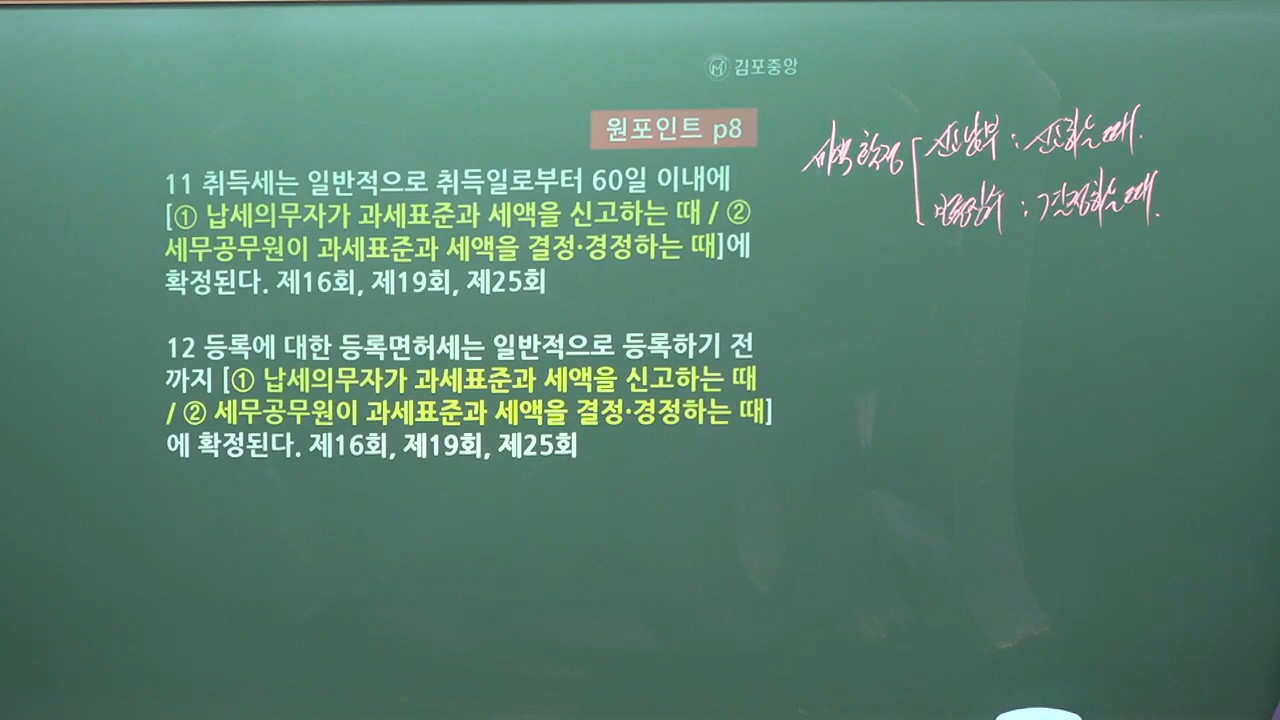 김포중앙
원포인트 p8
11 취득세는 일반적으로 취득일로부터 60일 이내에
[① 납세의무자가 과세표준과 세액을 신고하는 때 / ②
세무공무원이 과세표준과 세액을 결정·경정하는 때]에
확정된다. 제16회, 제19회, 제25회
12 등록에 대한 등록면허세는 일반적으로 등록하기 전
까지 [① 납세의무자가 과세표준과 세액을 신고하는 때
/ ② 세무공무원이 과세표준과 세액을 결정·경정하는 때]
에 확정된다. 제16회, 제19회, 제25회
세액 확정
신고납부 : 신고하는 때.
보통징수 : 결정하는 때.